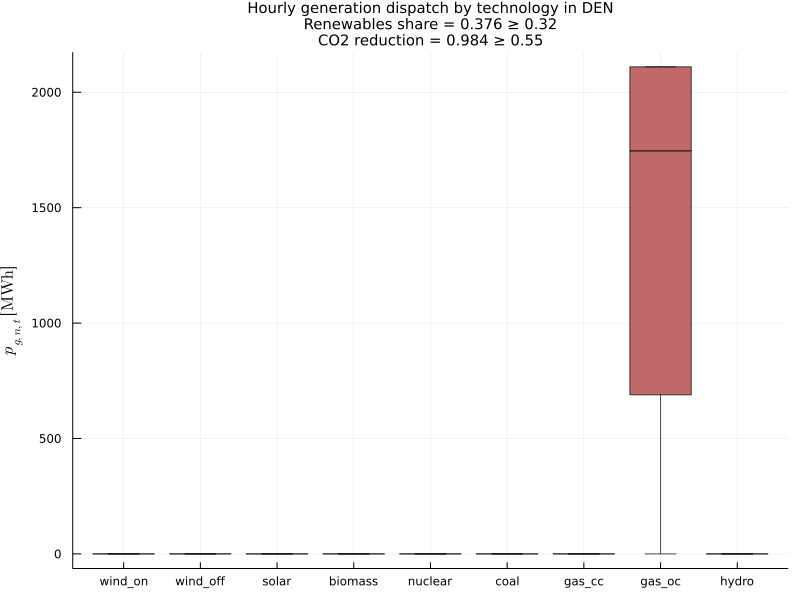 Hourly generation dispatch by technology in DEN
Renewables share = 0.376 ≥ 0.32
CO2 reduction = 0.984 ≥ 0.55
p_{g,n,t} [MWh]
2000
1500
1000
500
0
wind_on wind_off solar biomass nuclear coal gas_cc gas_oc hydro